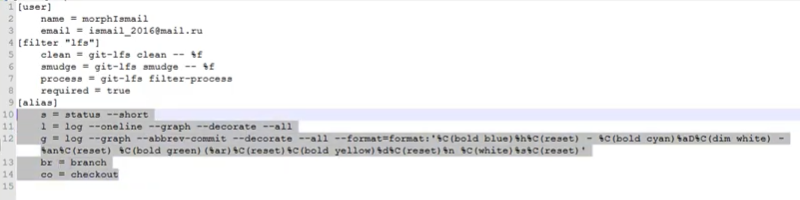 1 [user]
2 name = morphIsmail
3 email = ismail_2016@mail.ru
4 [filter "lfs"]
5 clean = git-lfs clean -- %f
6 smudge = git-lfs smudge -- %f
7 process = git-lfs filter-process
8 required = true
9 [alias]
10 s = status --short
11 l = log --oneline --graph --decorate --all
12 g = log --graph --abbrev-commit --decorate --all --format=format:'%C(bold blue)%h%C(reset) - %C(bold cyan)%aD%C(dim white) -
%an%C(reset) %C(bold green)(%ar)%C(reset)%C(bold yellow)%d%C(reset)%n %C(white)%s%C(reset)'
13 br = branch
14 co = checkout
15